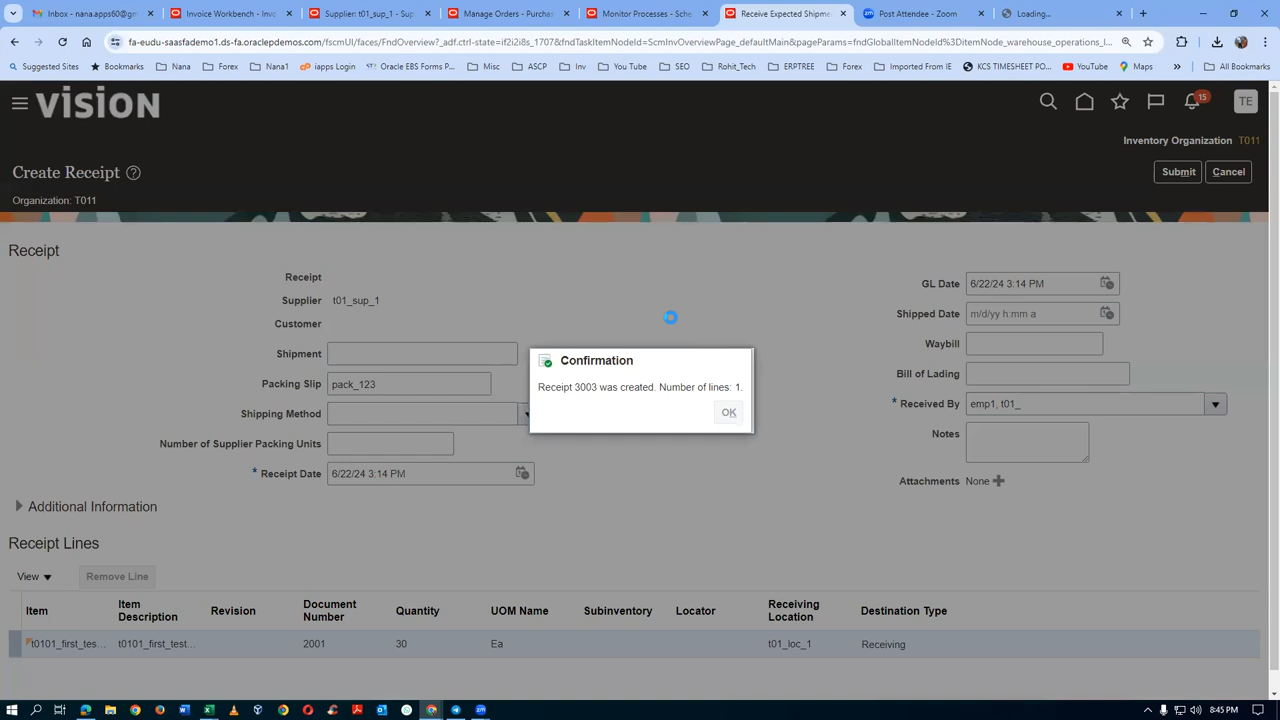 Inbox - nana.apps60@gm
Invoice Workbench - Invo
Supplier: t01_sup_1 - Sup
Manage Orders - Purcha
Monitor Processes - Sche
Receive Expected Shipme
Post Attendee - Zoom
Loading...
fa-eudu-saasfademo1.ds-fa.oraclepdemos.com/fscmUI/faces/FndOverview?_adf.ctrl-state=if2i2i8s_1707&fndTaskItemNodeId=ScmInvOverviewPage_defaultMain&pageParams=fndGlobalItemNodeId%3DitemNode_warehouse_operations_l...
Suggested Sites
Bookmarks
Nana
Forex
Nana1
iapps Login
Oracle EBS Forms P...
Misc
ASCP
Inv
You Tube
SEO
Rohit_Tech
ERPTREE
Forex
Imported From IE
KCS TIMESHEET PO...
YouTube
Maps
»
All Bookmarks
VISION
15
TE
Inventory Organization T011
Create Receipt ?
Submit
Cancel
Organization: T011
Receipt
Receipt
Supplier t01_sup_1
Customer
Shipment
Packing Slip pack_123
Shipping Method
Number of Supplier Packing Units
* Receipt Date 6/22/24 3:14 PM
GL Date 6/22/24 3:14 PM
Shipped Date m/d/yy h:mm a
Waybill
Bill of Lading
* Received By emp1, t01_
Notes
Attachments None
Confirmation
Receipt 3003 was created. Number of lines: 1.
OK
Additional Information
Receipt Lines
View
Remove Line
Item
Item Description
Revision
Document Number
Quantity
UOM Name
Subinventory
Locator
Receiving Location
Destination Type
t0101_first_tes...
t0101_first_test...
2001
30
Ea
t01_loc_1
Receiving
8:45 PM